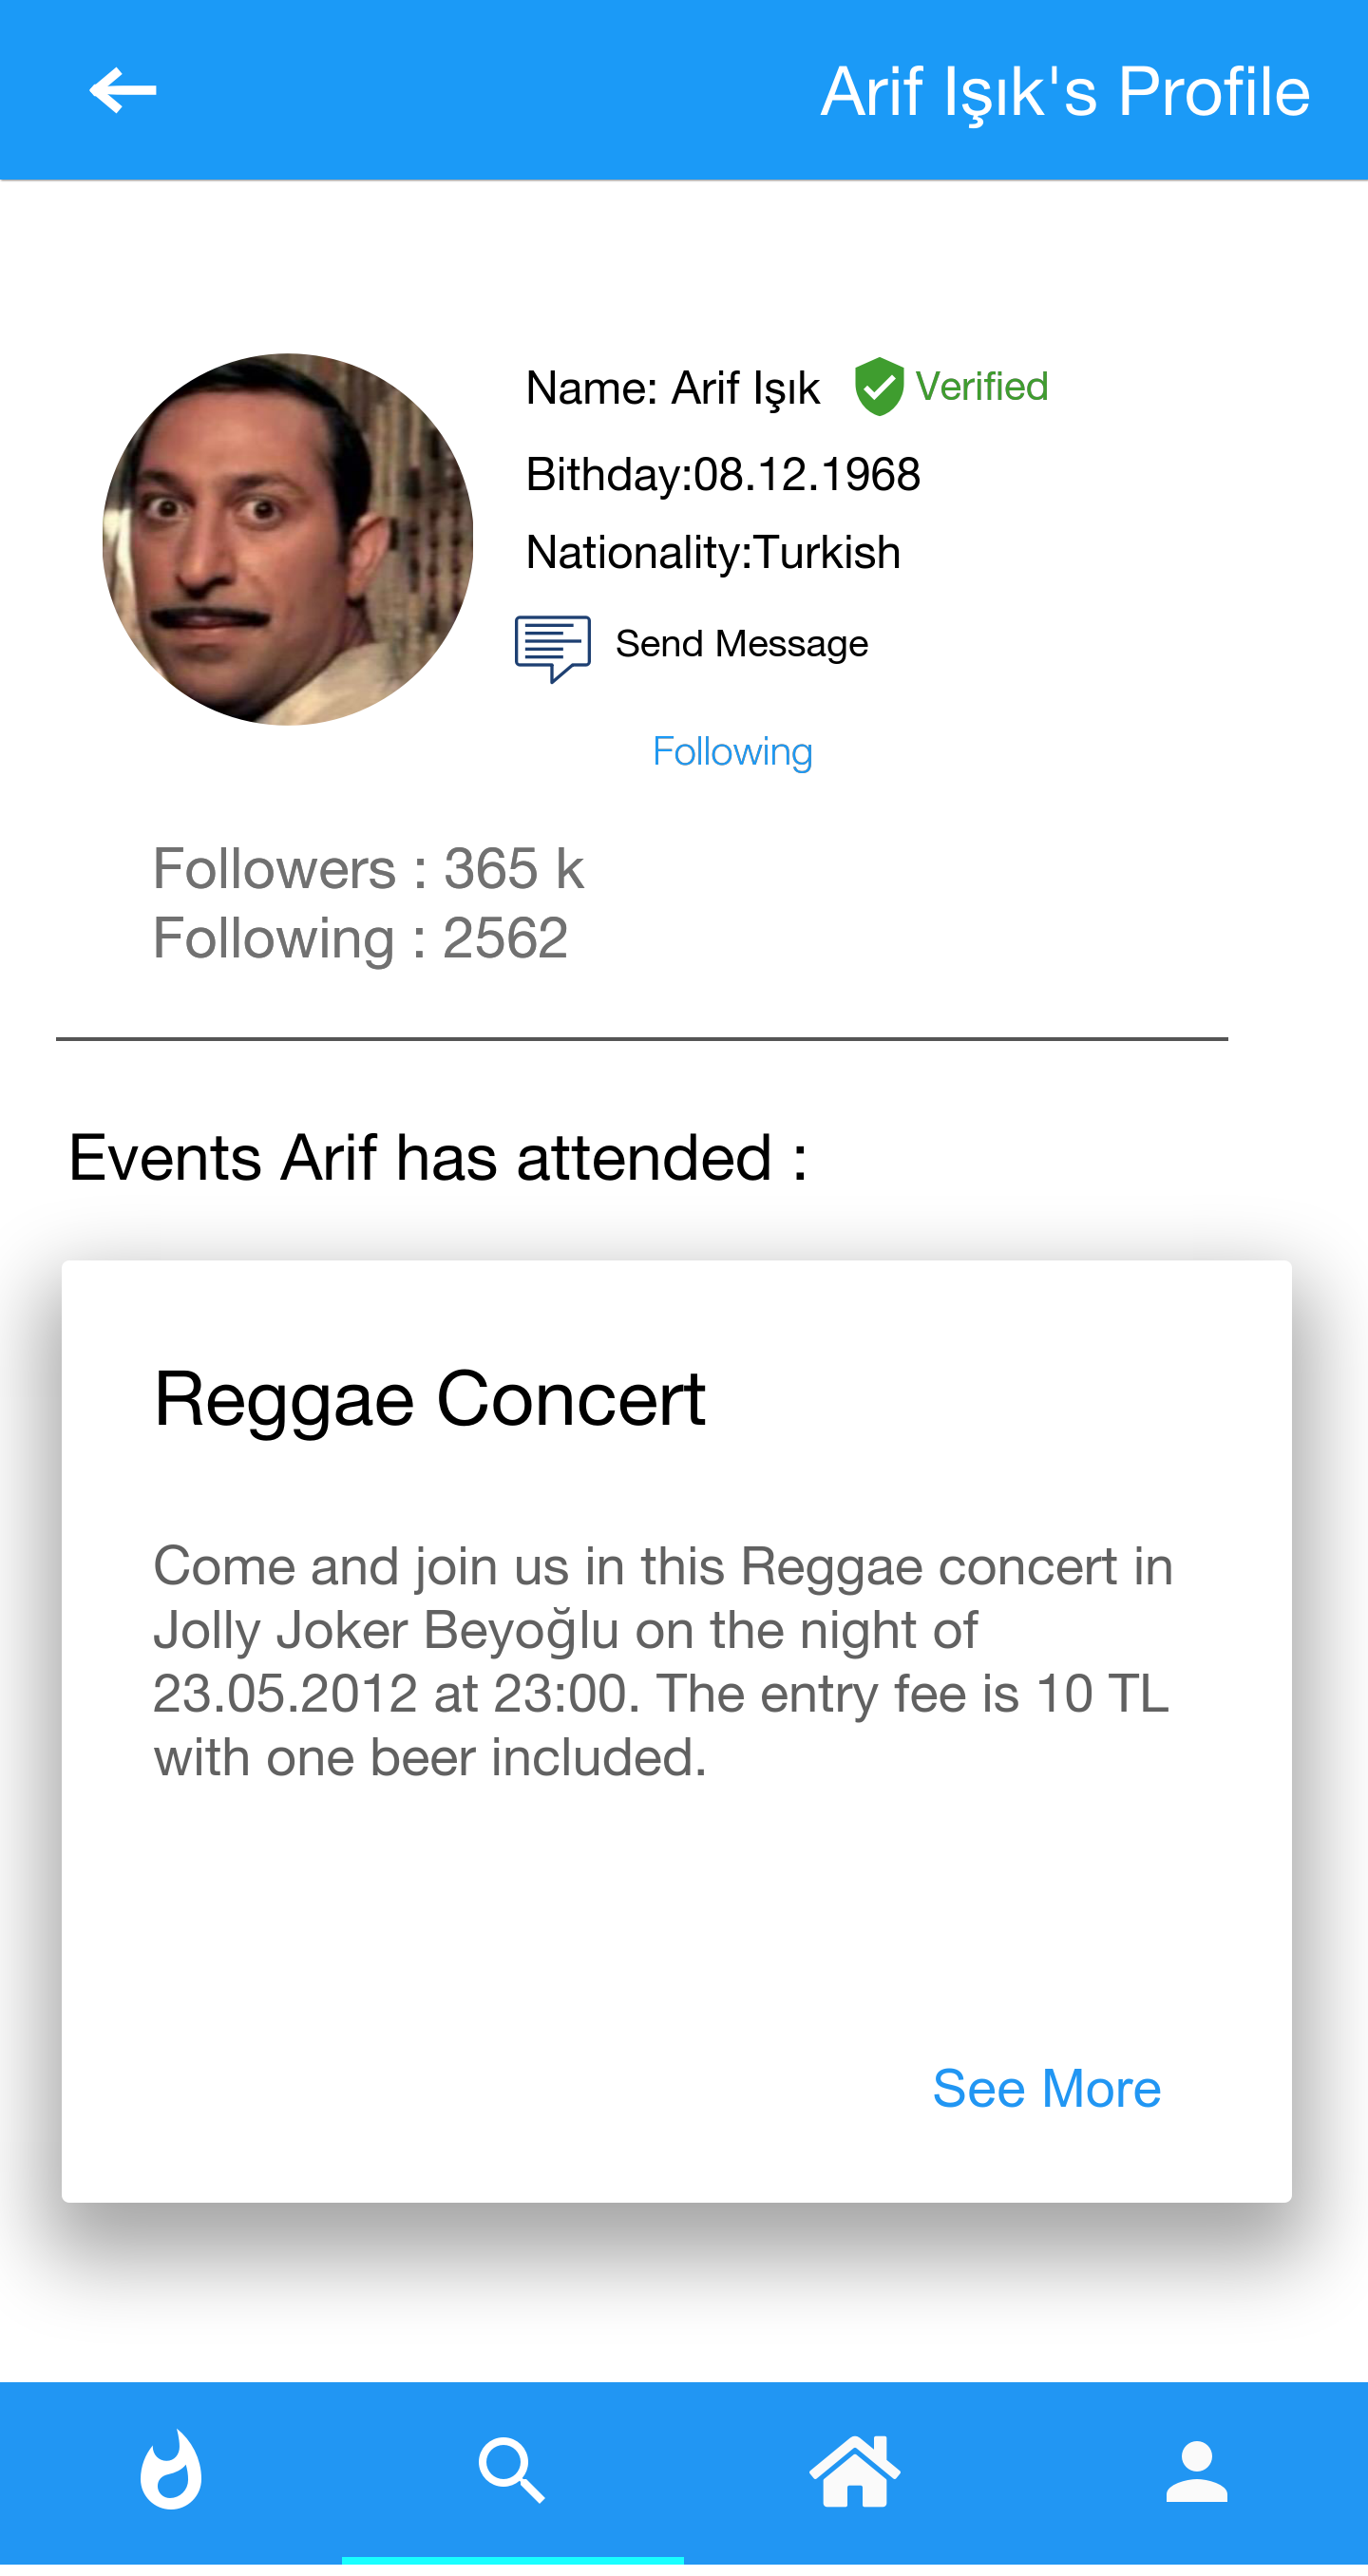 Arif Işık's Profile
Name: Arif Işık
Verified
Bithday:08.12.1968
Nationality:Turkish
Send Message
Following
Followers : 365 k
Following : 2562
Events Arif has attended :
Reggae Concert
Come and join us in this Reggae concert in
Jolly Joker Beyoğlu on the night of
23.05.2012 at 23:00. The entry fee is 10 TL
with one beer included.
See More